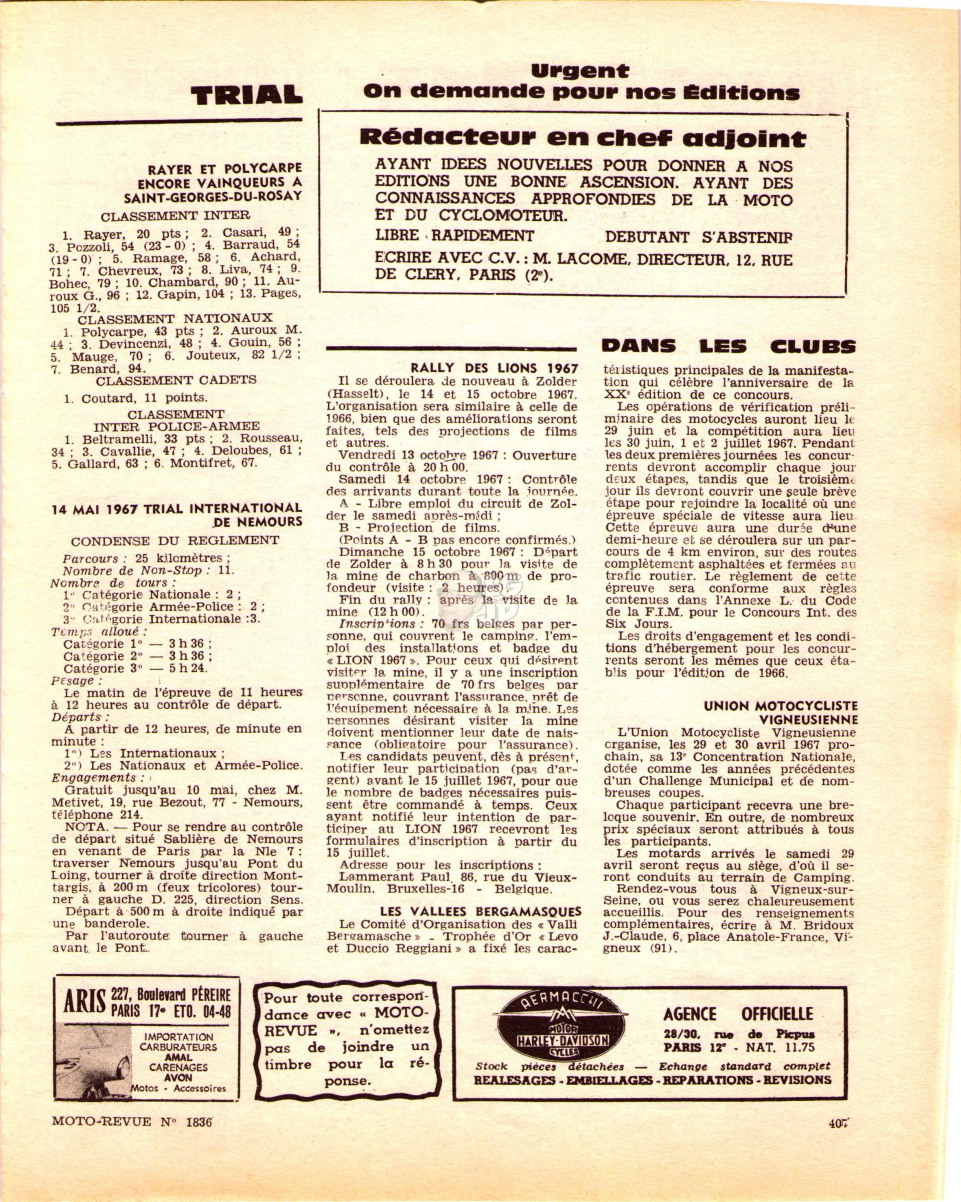 TRIAL
RAYER ET POLYCARPE
ENCORE VAINQUEURS A
SAINT-GEORGES-DU-ROSAY
CLASSEMENT INTER
1. Rayer, 20 pts ; 2. Casari, 49 ;
3. Pozzoli, 54 (23 - 0) ; 4. Barraud, 54
(19 - 0) ; 5. Ramage, 58 ; 6. Achard,
71 ; 7. Chevreux, 73 ; 8. Liva, 74 ; 9.
Bohec, 79 ; 10. Chambard, 90 ; 11. Au-
roux G., 96 ; 12. Gapin, 104 ; 13. Pages,
105 1/2.
CLASSEMENT NATIONAUX
1. Polycarpe, 43 pts ; 2. Auroux M.
44 ; 3. Devincenzi, 48 ; 4. Gouin, 56 ;
5. Mauge, 70 ; 6. Jouteux, 82 1/2 ;
7. Benard, 94.
CLASSEMENT CADETS
1. Coutard, 11 points.
CLASSEMENT
INTER POLICE-ARMEE
1. Beltramelli, 33 pts ; 2. Rousseau,
34 ; 3. Cavallie, 47 ; 4. Deloubes, 61 ;
5. Gallard, 63 ; 6. Montifret, 67.
14 MAI 1967 TRIAL INTERNATIONAL
DE NEMOURS
CONDENSE DU REGLEMENT
Parcours : 25 kilomètres ;
Nombre de Non-Stop : 11.
Nombre de tours :
1° Catégorie Nationale : 2 ;
2° Catégorie Armée-Police : 2 ;
3° Catégorie Internationale :3.
Temps alloué :
Catégorie 1° — 3 h 36 ;
Catégorie 2° — 3 h 36 ;
Catégorie 3° — 5 h 24.
Pesage :
Le matin de l'épreuve de 11 heures
à 12 heures au contrôle de départ.
Départs :
A partir de 12 heures, de minute en
minute :
1°) Les Internationaux ;
2°) Les Nationaux et Armée-Police.
Engagements :
Gratuit jusqu'au 10 mai, chez M.
Metivet, 19, rue Bezout, 77 - Nemours,
téléphone 214.
NOTA. — Pour se rendre au contrôle
de départ situé Sablière de Nemours
en venant de Paris par la Nle 7 :
traverser Nemours jusqu'au Pont du
Loing, tourner à droite direction Mont-
targis, à 200 m (feux tricolores) tour-
ner à gauche D. 225, direction Sens.
Départ à 500 m à droite indiqué par
une banderole.
Par l'autoroute tourner à gauche
avant le Pont.
Urgent
On demande pour nos Éditions
Rédacteur en chef adjoint
AYANT IDEES NOUVELLES POUR DONNER A NOS
EDITIONS UNE BONNE ASCENSION. AYANT DES
CONNAISSANCES APPROFONDIES DE LA MOTO
ET DU CYCLOMOTEUR.
LIBRE RAPIDEMENT DEBUTANT S'ABSTENIR
ECRIRE AVEC C.V. : M. LACOME, DIRECTEUR, 12, RUE
DE CLERY, PARIS (2e).
DANS LES CLUBS
RALLY DES LIONS 1967
Il se déroulera de nouveau à Zolder
(Hasselt), le 14 et 15 octobre 1967.
L'organisation sera similaire à celle de
1966, bien que des améliorations seront
faites, tels des projections de films
et autres.
Vendredi 13 octobre 1967 : Ouverture
du contrôle à 20 h 00.
Samedi 14 octobre 1967 : Contrôle
des arrivants durant toute la journée.
A - Libre emploi du circuit de Zol-
der le samedi après-midi ;
B - Projection de films.
(Points A - B pas encore confirmés.)
Dimanche 15 octobre 1967 : Départ
de Zolder à 8 h 30 pour la visite de
la mine de charbon à 800 m de pro-
fondeur (visite : 2 heures)
Fin du rally : après la visite de la
mine (12 h 00).
Inscriptions : 70 frs belges par per-
sonne, qui couvrent le camping, l'em-
ploi des installations et badge du
« LION 1967 ». Pour ceux qui désirent
visiter la mine, il y a une inscription
supplémentaire de 70 frs belges par
personne, couvrant l'assurance, prêt de
l'équipement nécessaire à la mine. Les
personnes désirant visiter la mine
doivent mentionner leur date de nais-
sance (obligatoire pour l'assurance).
Les candidats peuvent, dès à présent,
notifier leur participation (pas d'ar-
gent) avant le 15 juillet 1967, pour que
le nombre de badges nécessaires puis-
sent être commandé à temps. Ceux
ayant notifié leur intention de par-
ticiper au LION 1967 recevront les
formulaires d'inscription à partir du
15 juillet.
Adresse pour les inscriptions :
Lammerant Paul, 86, rue du Vieux-
Moulin, Bruxelles-16 - Belgique.
LES VALLEES BERGAMASQUES
Le Comité d'Organisation des « Valli
Bergamasche » - Trophée d'Or « Levo
et Duccio Reggiani » a fixé les carac-
téristiques principales de la manifesta-
tion qui célèbre l'anniversaire de la
XXe édition de ce concours.
Les opérations de vérification préli-
minaire des motocycles auront lieu le
29 juin et la compétition aura lieu
les 30 juin, 1 et 2 juillet 1967. Pendant
les deux premières journées les concur-
rents devront accomplir chaque jour
deux étapes, tandis que le troisième
jour ils devront couvrir une seule brève
étape pour rejoindre la localité où une
épreuve spéciale de vitesse aura lieu.
Cette épreuve aura une durée d'une
demi-heure et se déroulera sur un par-
cours de 4 km environ, sur des routes
complètement asphaltées et fermées au
trafic routier. Le règlement de cette
épreuve sera conforme aux règles
contenues dans l'Annexe L. du Code
de la F.I.M. pour le Concours Int. des
Six Jours.
Les droits d'engagement et les condi-
tions d'hébergement pour les concur-
rents seront les mêmes que ceux éta-
blis pour l'édition de 1966.
UNION MOTOCYCLISTE
VIGNEUSIENNE
L'Union Motocycliste Vigneusienne
organise, les 29 et 30 avril 1967 pro-
chain, sa 13e Concentration Nationale,
dotée comme les années précédentes
d'un Challenge Municipal et de nom-
breuses coupes.
Chaque participant recevra une bre-
loque souvenir. En outre, de nombreux
prix spéciaux seront attribués à tous
les participants.
Les motards arrivés le samedi 29
avril seront reçus au siège, d'où il se-
ront conduits au terrain de Camping.
Rendez-vous tous à Vigneux-sur-
Seine, ou vous serez chaleureusement
accueillis. Pour des renseignements
complémentaires, écrire à M. Bridoux
J.-Claude, 6, place Anatole-France, Vi-
gneux (91).
ARIS 227, Boulevard PÉREIRE
PARIS 17e ETO. 04-48
IMPORTATION
CARBURATEURS
AMAL
CARENAGES
AVON
Motos - Accessoires
Pour toute correspon-
dance avec « MOTO-
REVUE », n'omettez
pas de joindre un
timbre pour la ré-
ponse.
AERMACCHI
MOTOR
HARLEY-DAVIDSON
CYCLES
AGENCE OFFICIELLE
28/30, rue de Picpus
PARIS 12e - NAT. 11.75
Stock pièces détachées — Echange standard complet
REALESAGES - EMBIELLAGES - REPARATIONS - REVISIONS
MOTO-REVUE N° 1836
407